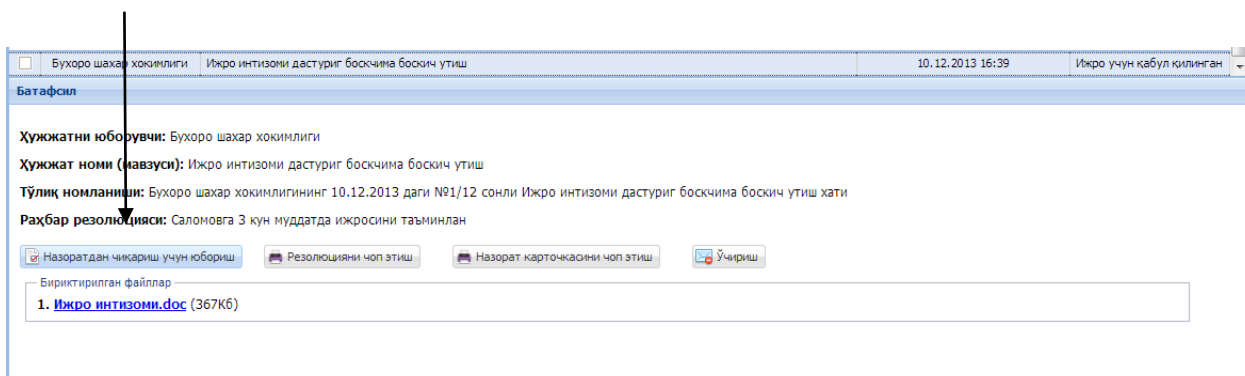 Бухоро шахар хокимлиги Ижро интизоми дастуриг боскчима боскич утиш 10.12.2013 16:39 Ижро учун қабул қилинган
Батафсил
Ҳужжатни юборувчи: Бухоро шахар хокимлиги
Ҳужжат номи (мавзуси): Ижро интизоми дастуриг боскчима боскич утиш
Тўлиқ номланиши: Бухоро шахар хокимлигининг 10.12.2013 даги №1/12 сонли Ижро интизоми дастуриг боскчима боскич утиш хати
Раҳбар резолюцияси: Саломовга 3 кун муддатда ижросини таъминлан
Назоратдан чиқариш учун юбориш Резолюцияни чоп этиш Назорат карточкасини чоп этиш Ўчириш
Бириктирилган файллар
1. Ижро интизоми.doc (367Кб)